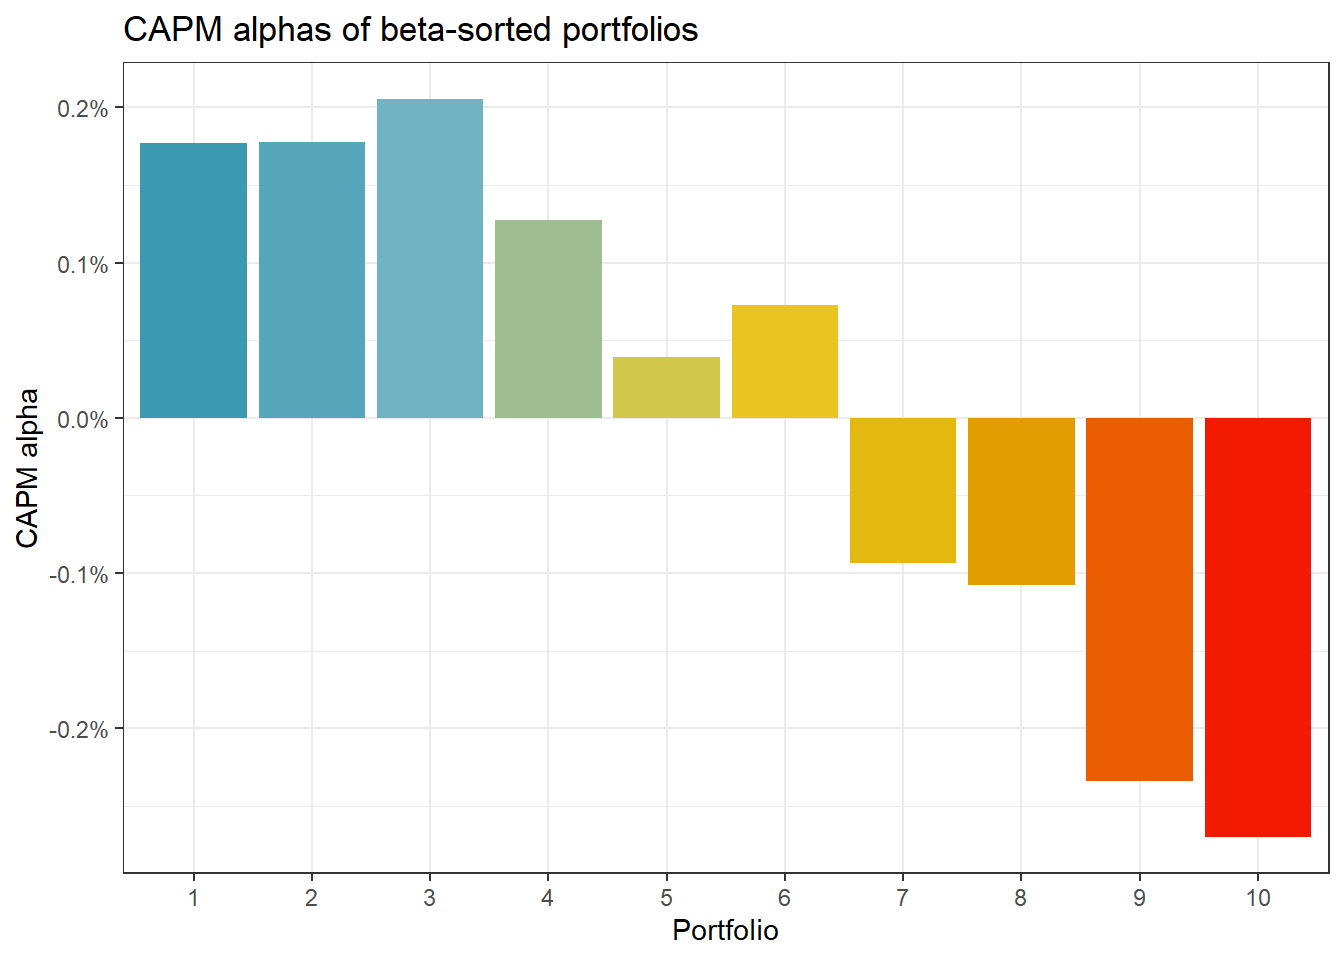 CAPM alphas of beta-sorted portfolios
CAPM alpha
0.2%
0.1%
0.0%
-0.1%
-0.2%
1 2 3 4 5 6 7 8 9 10
Portfolio